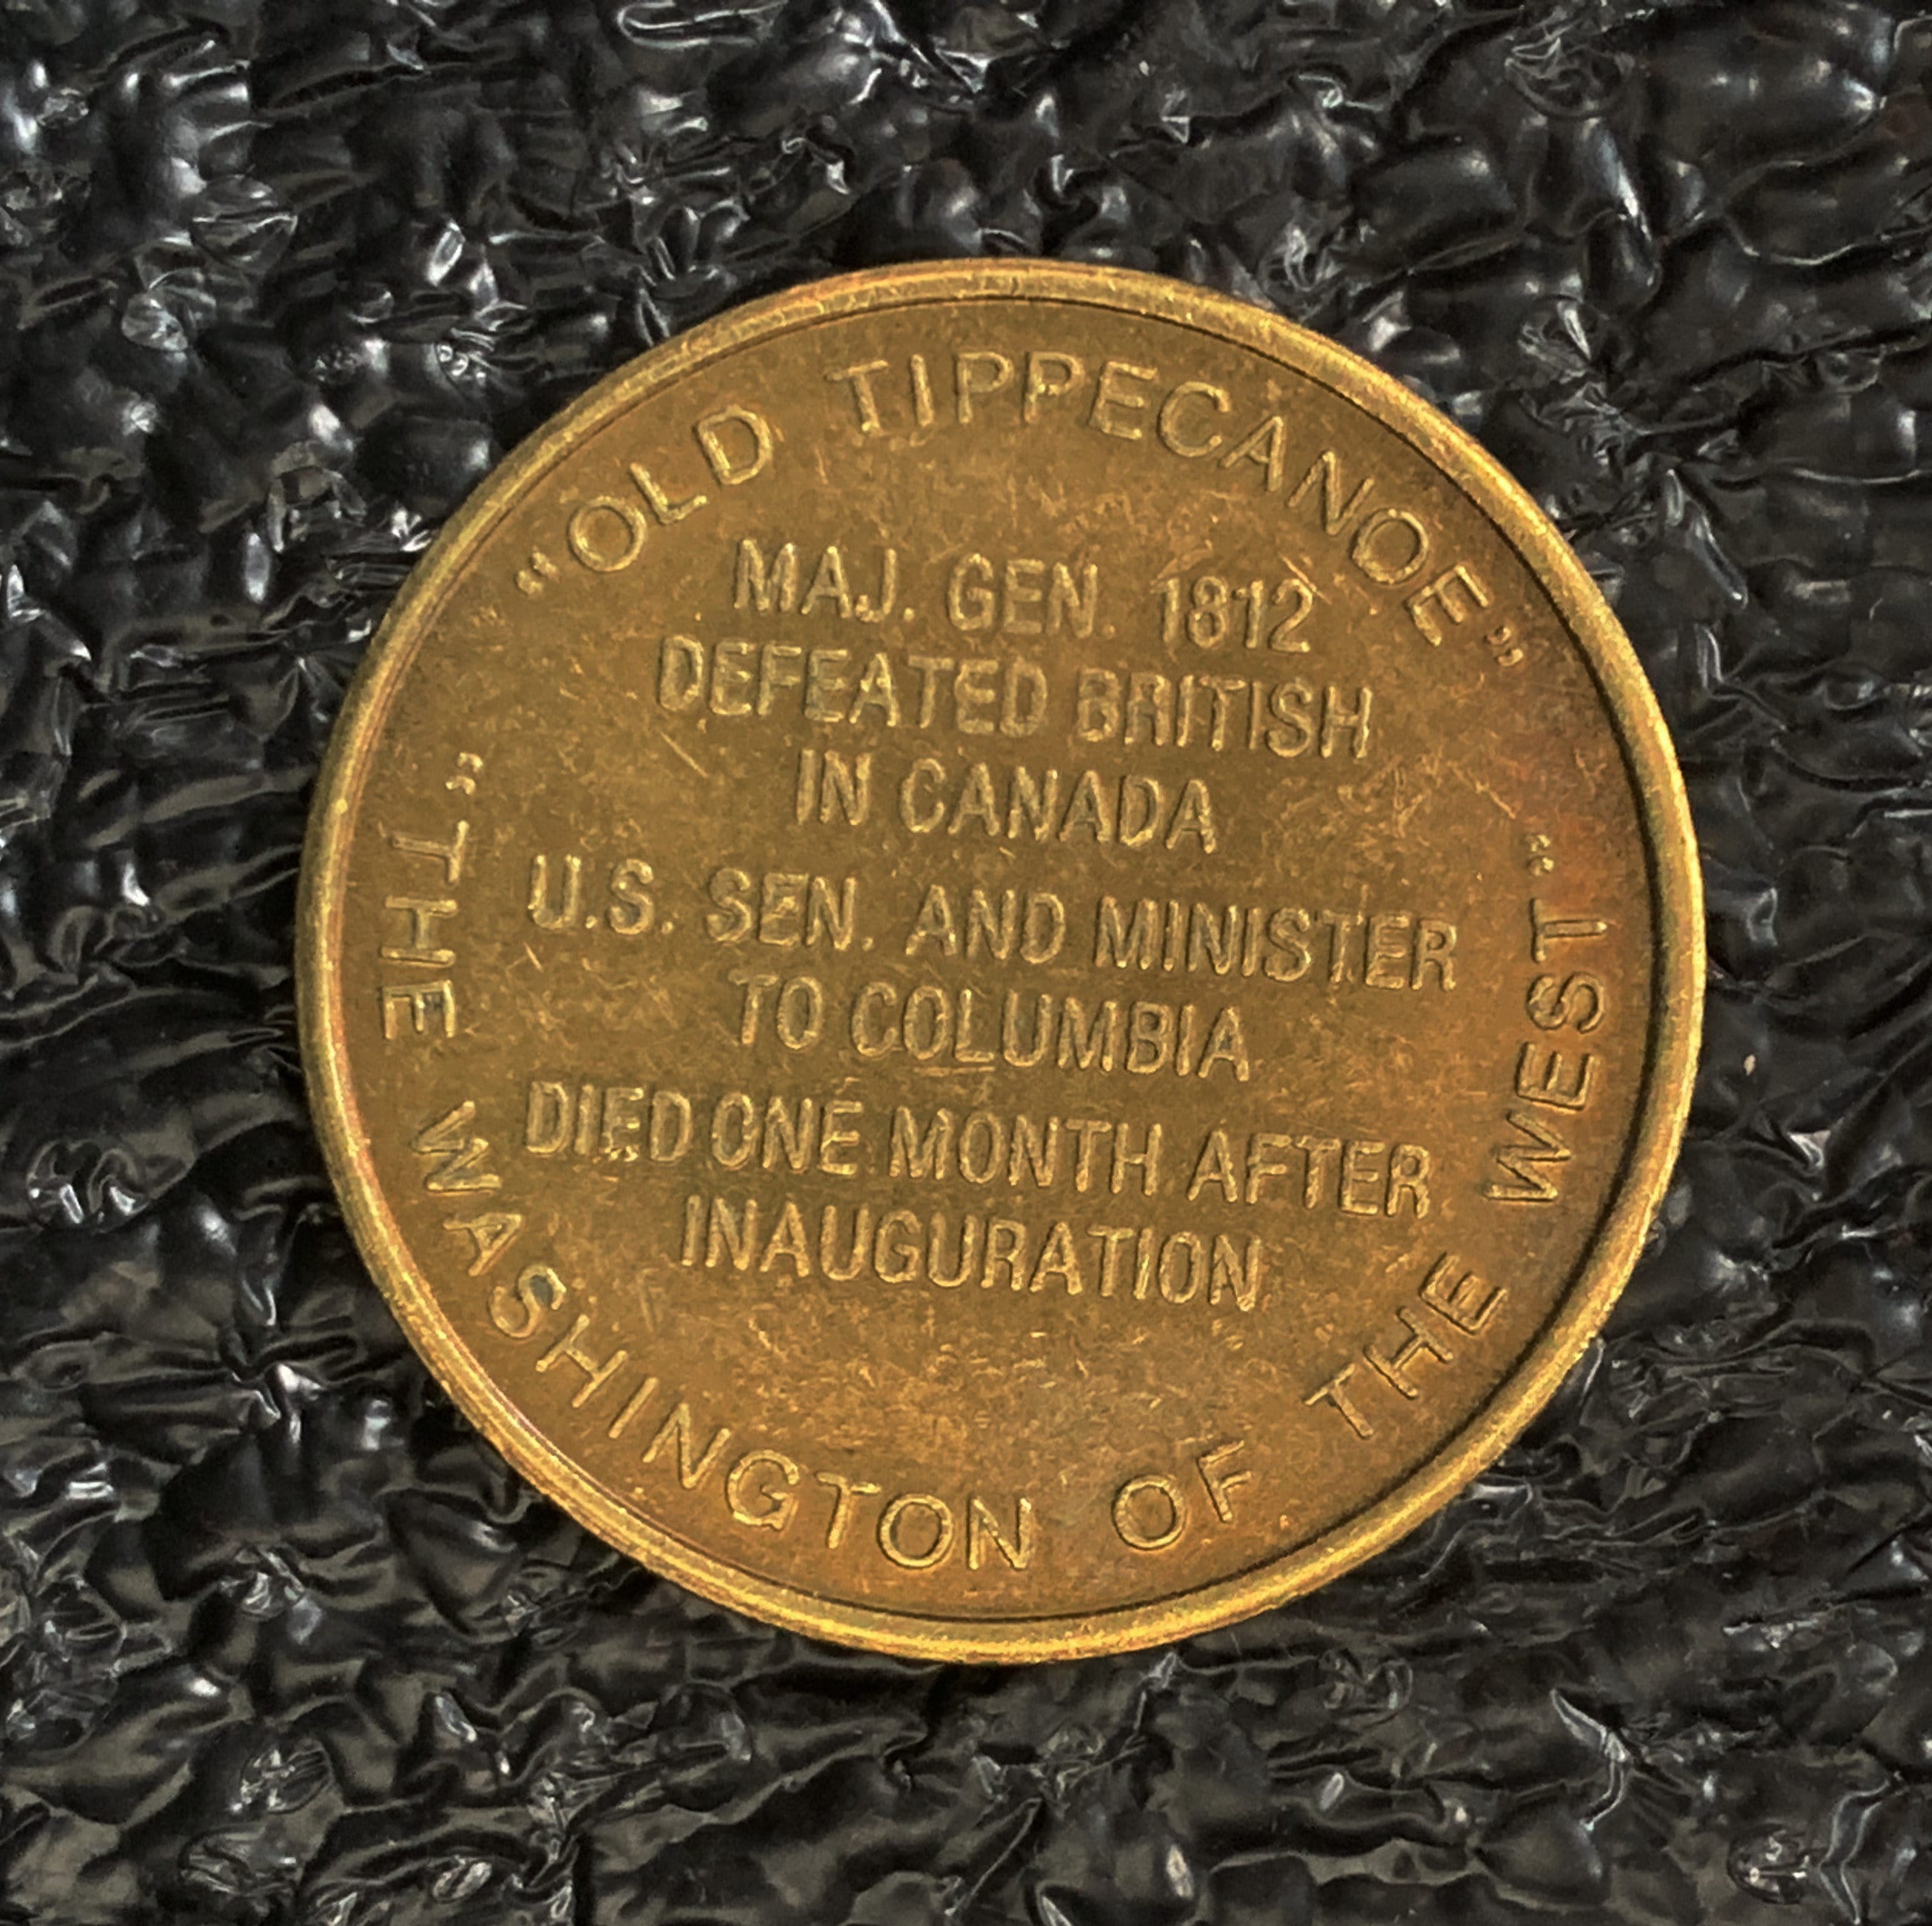 “OLD TIPPECANOE”
MAJ. GEN. 1812
DEFEATED BRITISH
IN CANADA
U.S. SEN. AND MINISTER
TO COLUMBIA
DIED ONE MONTH AFTER
INAUGURATION
“THE WASHINGTON OF THE WEST”